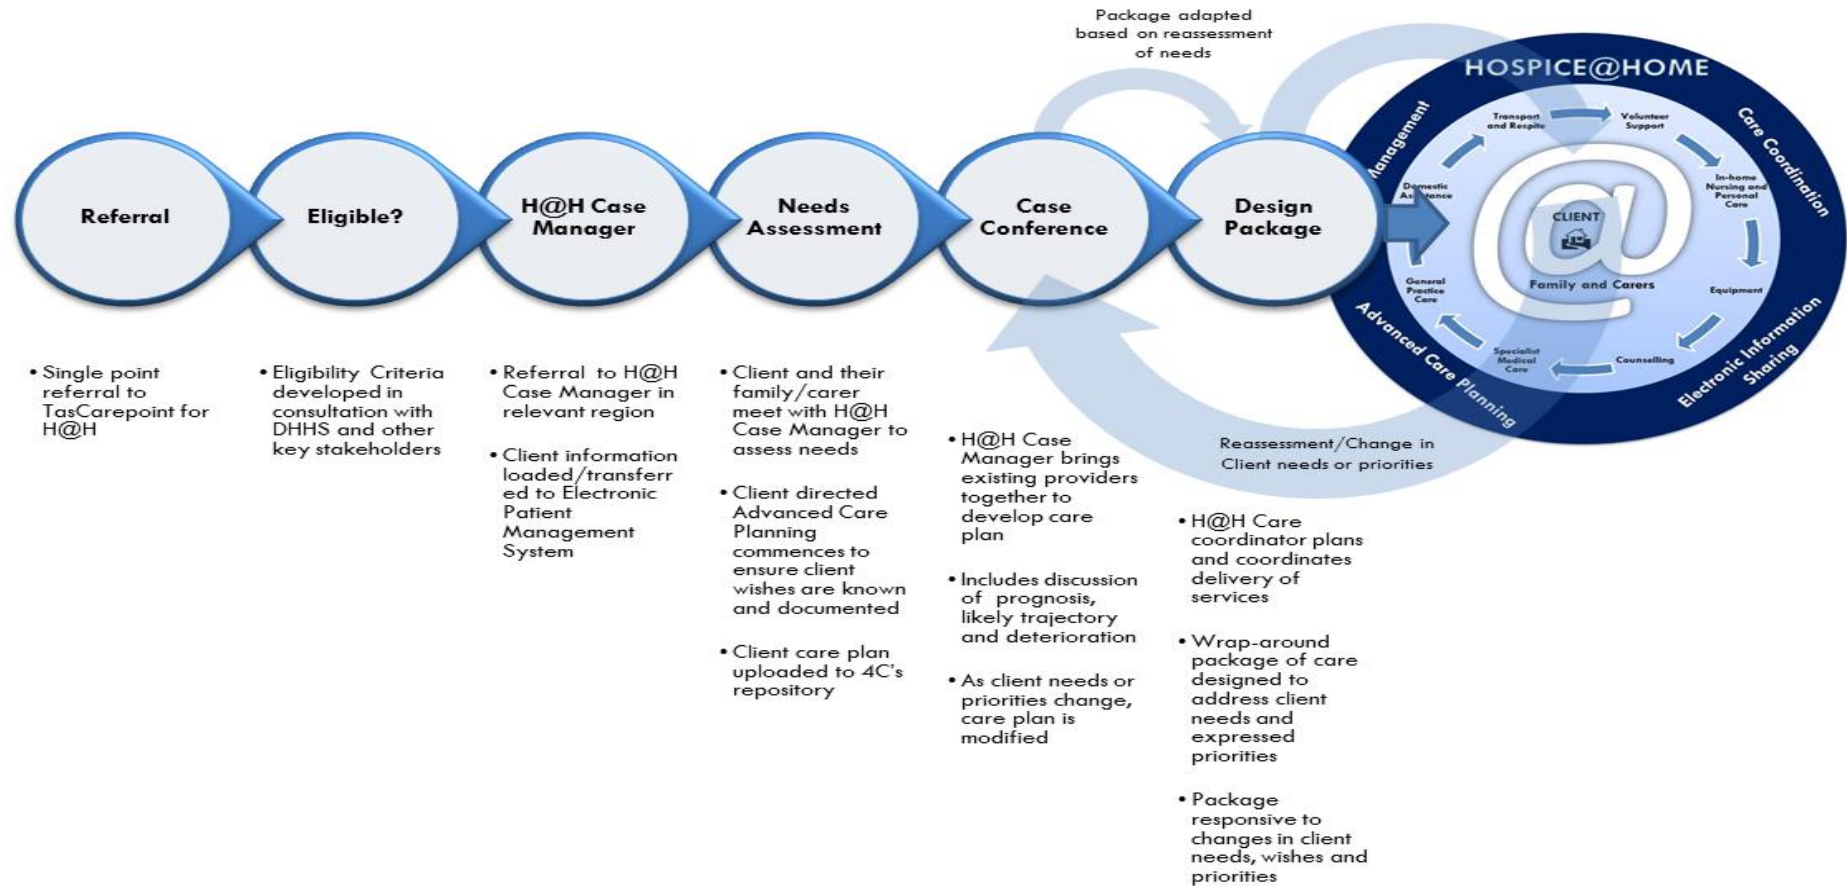 Package adapted
based on reassessment
of needs
Referral
Eligible?
H@H Case
Manager
Needs
Assessment
Case
Conference
Design
Package
HOSPICE@HOME
Care Coordination
Electronic Information
Sharing
Advanced Care Planning
Management
Transport
and Respite
Volunteer
Support
In-home
Nursing and
Personal
Care
Equipment
Counselling
Specialist
Medical
Care
General
Practice
Care
Domestic
Assistance
CLIENT
@
Family and Carers
Reassessment/Change in
Client needs or priorities
• Single point
referral to
TasCarepoint for
H@H
• Eligibility Criteria
developed in
consultation with
DHHS and other
key stakeholders
• Referral to H@H
Case Manager in
relevant region
• Client information
loaded/transferr
ed to Electronic
Patient
Management
System
• Client and their
family/carer
meet with H@H
Case Manager to
assess needs
• Client directed
Advanced Care
Planning
commences to
ensure client
wishes are known
and documented
• Client care plan
uploaded to 4C's
repository
• H@H Case
Manager brings
existing providers
together to
develop care
plan
• Includes discussion
of prognosis,
likely trajectory
and deterioration
• As client needs or
priorities change,
care plan is
modified
• H@H Care
coordinator plans
and coordinates
delivery of
services
• Wrap-around
package of care
designed to
address client
needs and
expressed
priorities
• Package
responsive to
changes in client
needs, wishes and
priorities